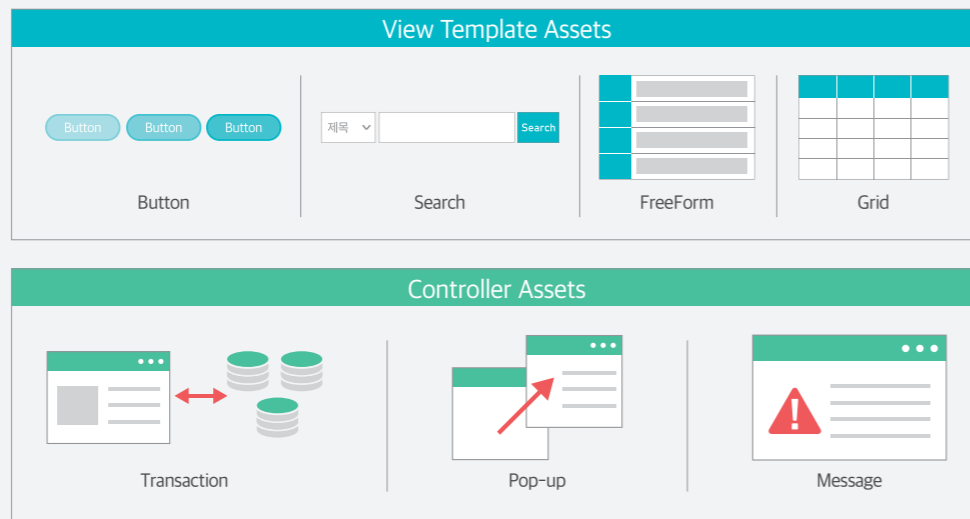 View Template Assets
Button Button Button
제목 Search
Button Search FreeForm Grid
Controller Assets
Transaction Pop-up Message